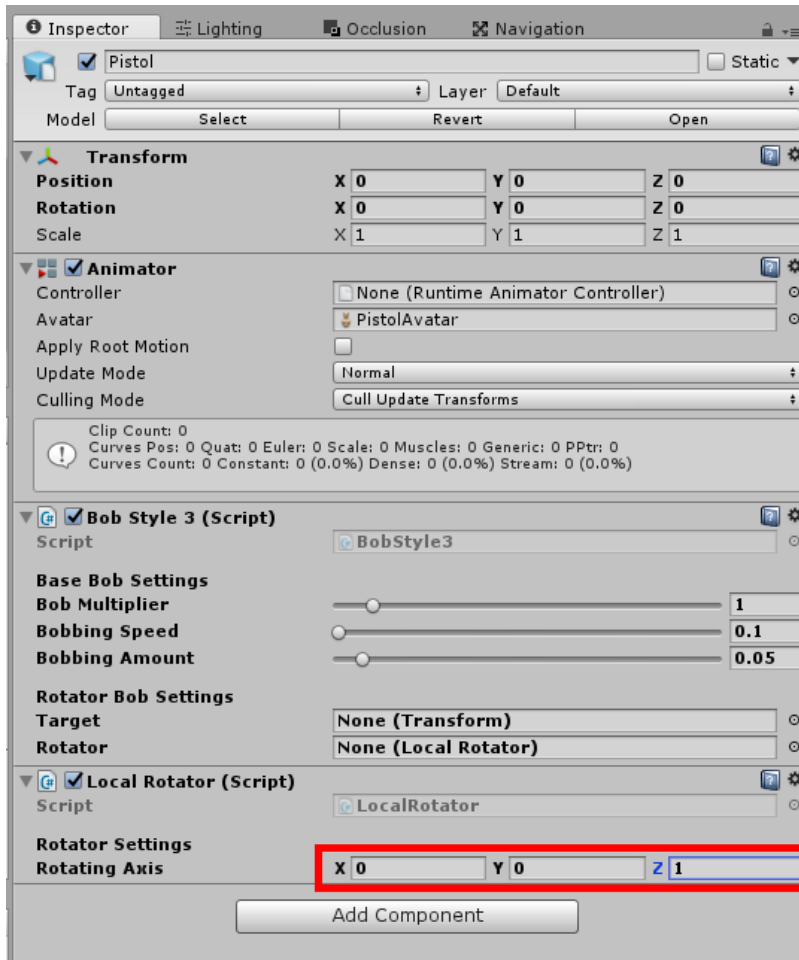 Inspector Lighting Occlusion Navigation
Pistol Static
Tag Untagged Layer Default
Model Select Revert Open
Transform
Position X 0 Y 0 Z 0
Rotation X 0 Y 0 Z 0
Scale X 1 Y 1 Z 1
Animator
Controller None (Runtime Animator Controller)
Avatar PistolAvatar
Apply Root Motion
Update Mode Normal
Culling Mode Cull Update Transforms
Clip Count: 0
Curves Pos: 0 Quat: 0 Euler: 0 Scale: 0 Muscles: 0 Generic: 0 PPtr: 0
Curves Count: 0 Constant: 0 (0.0%) Dense: 0 (0.0%) Stream: 0 (0.0%)
Bob Style 3 (Script)
Script BobStyle3
Base Bob Settings
Bob Multiplier 1
Bobbing Speed 0.1
Bobbing Amount 0.05
Rotator Bob Settings
Target None (Transform)
Rotator None (Local Rotator)
Local Rotator (Script)
Script LocalRotator
Rotator Settings
Rotating Axis X 0 Y 0 Z 1
Add Component